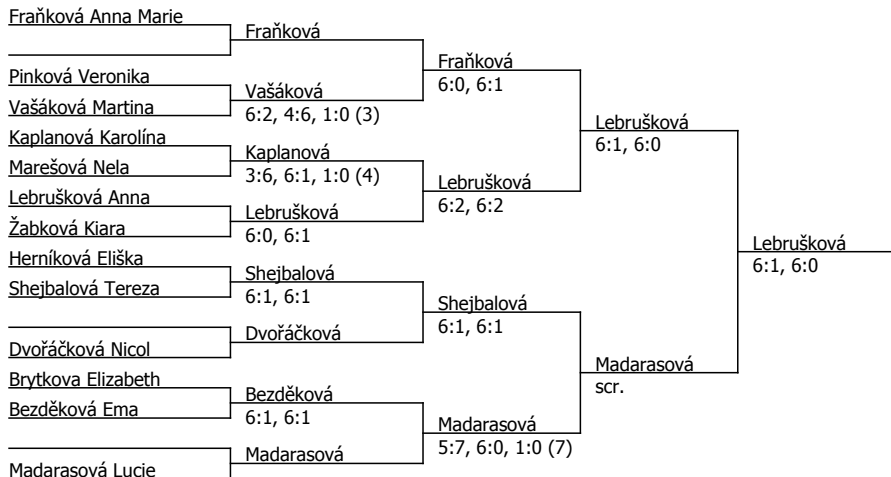 Fraňková Anna Marie
Pinková Veronika
Vašáková Martina
Kaplanová Karolína
Marešová Nela
Lebrušková Anna
Žabková Kiara
Herníková Eliška
Shejbalová Tereza
Dvořáčková Nicol
Brytkova Elizabeth
Bezděková Ema
Madarasová Lucie
Fraňková
Vašáková
6:2, 4:6, 1:0 (3)
Kaplanová
3:6, 6:1, 1:0 (4)
Lebrušková
6:0, 6:1
Shejbalová
6:1, 6:1
Dvořáčková
Bezděková
6:1, 6:1
Madarasová
Fraňková
6:0, 6:1
Lebrušková
6:2, 6:2
Shejbalová
6:1, 6:1
Madarasová
5:7, 6:0, 1:0 (7)
Lebrušková
6:1, 6:0
Madarasová
scr.
Lebrušková
6:1, 6:0